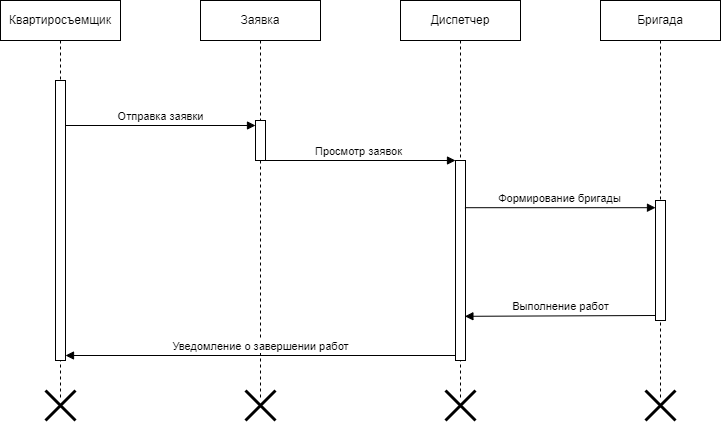 Квартиросъемщик
Заявка
Диспетчер
Бригада
Отправка заявки
Просмотр заявок
Формирование бригады
Выполнение работ
Уведомление о завершении работ